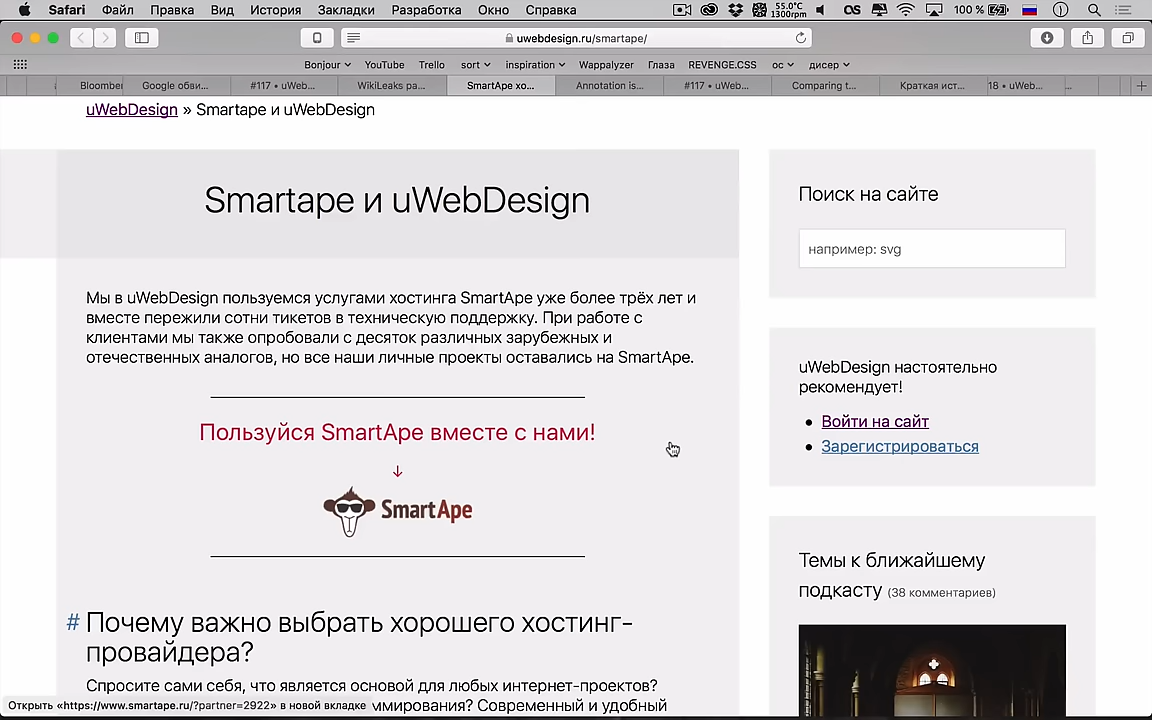 Safari Файл Правка Вид История Закладки Разработка Окно Справка 55.0°C 1300rpm 100 %
uwebdesign.ru/smartape/
Bonjour YouTube Trello sort inspiration Wappalyzer Глаза REVENGE.CSS ос дисер
Bloomber Google обви... #117 • uWeb... WikiLeaks ра... SmartApe хо... Annotation is... #117 • uWeb... Comparing t... Краткая ист... 18 • uWeb...
uWebDesign » Smartape и uWebDesign
Smartape и uWebDesign
Мы в uWebDesign пользуемся услугами хостинга SmartApe уже более трёх лет и
вместе пережили сотни тикетов в техническую поддержку. При работе с
клиентами мы также опробовали с десяток различных зарубежных и
отечественных аналогов, но все наши личные проекты оставались на SmartApe.
Пользуйся SmartApe вместе с нами!
↓
SmartApe
# Почему важно выбрать хорошего хостинг-
провайдера?
Спросите сами себя, что является основой для любых интернет-проектов?
ммирования? Современный и удобный
Открыть «https://www.smartape.ru/?partner=2922» в новой вкладке
Поиск на сайте
например: svg
uWebDesign настоятельно
рекомендует!
• Войти на сайт
• Зарегистрироваться
Темы к ближайшему
подкасту (38 комментариев)